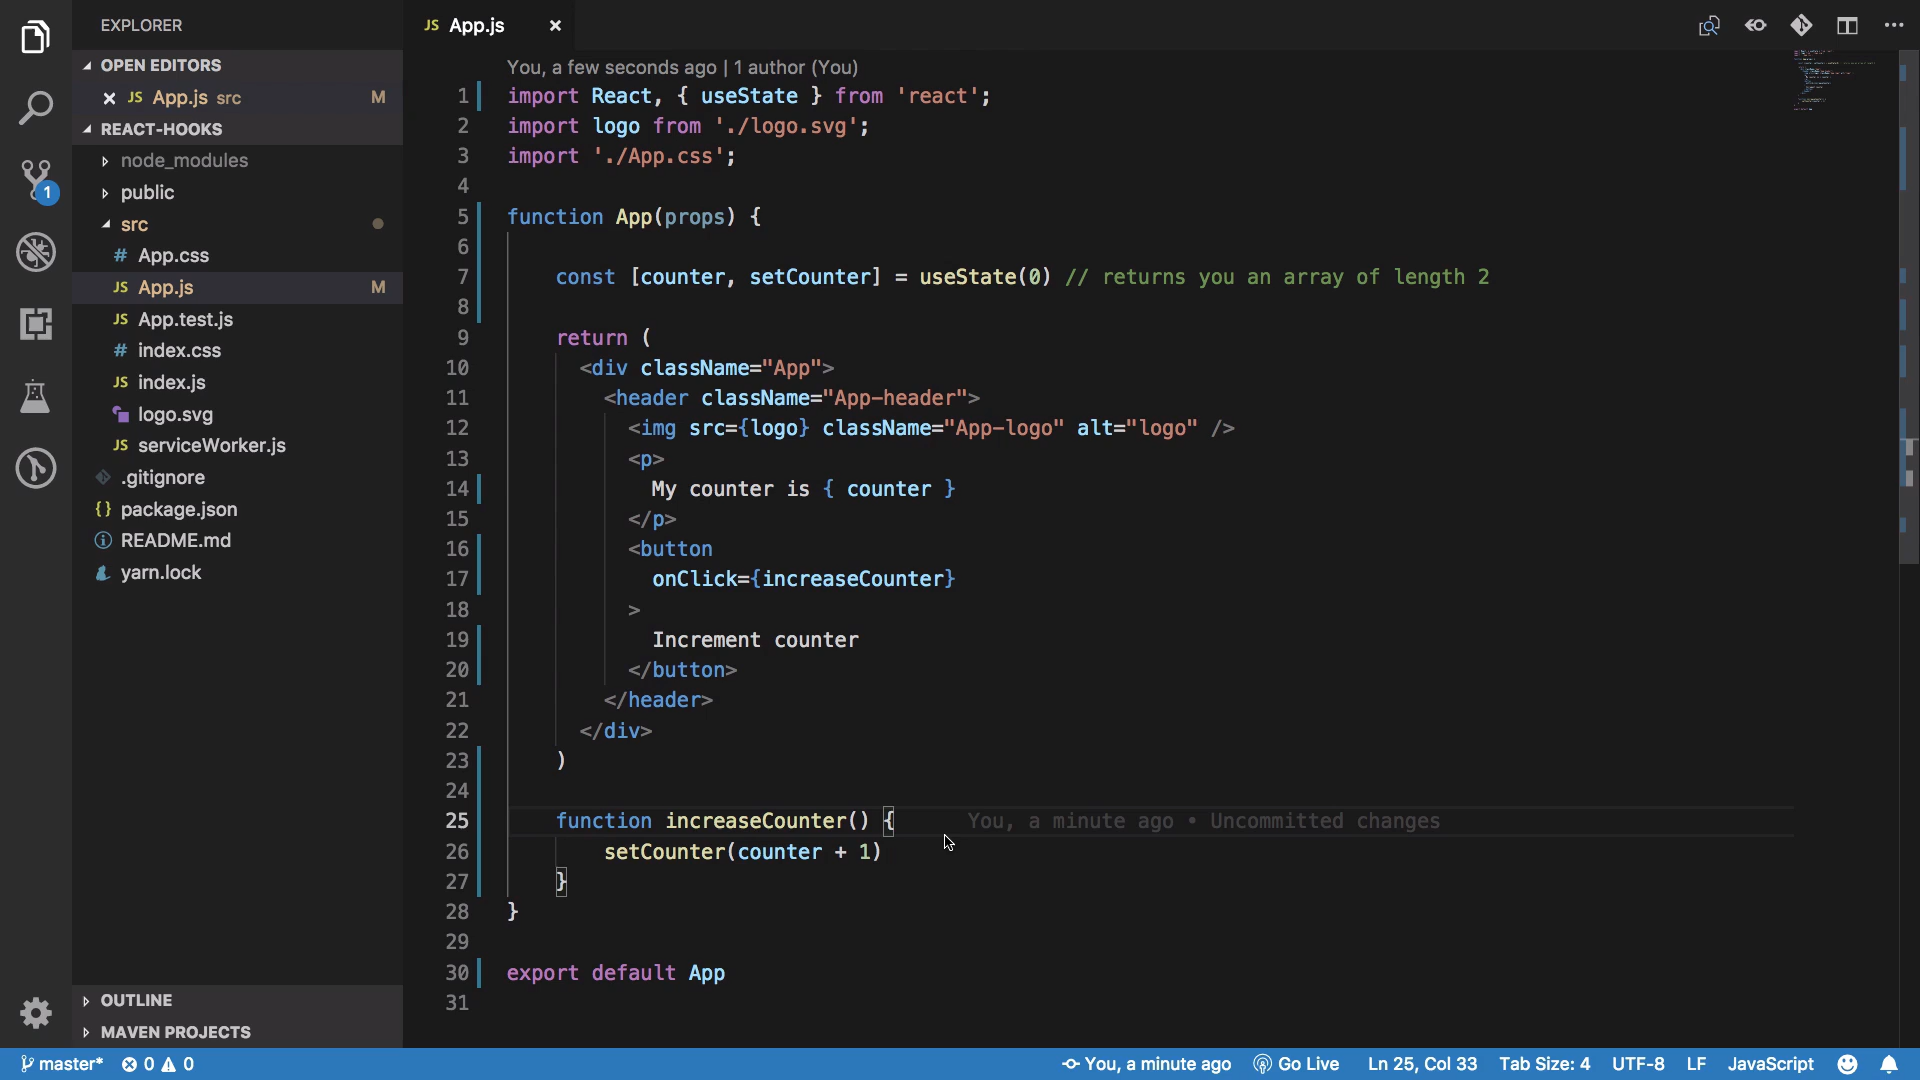 EXPLORER
OPEN EDITORS
JS App.js src M
REACT-HOOKS
node_modules
public
src
# App.css
JS App.js M
JS App.test.js
# index.css
JS index.js
logo.svg
JS serviceWorker.js
.gitignore
{} package.json
README.md
yarn.lock
OUTLINE
MAVEN PROJECTS
1
JS App.js
You, a few seconds ago | 1 author (You)
1 import React, { useState } from 'react';
2 import logo from './logo.svg';
3 import './App.css';
4
5 function App(props) {
6
7 const [counter, setCounter] = useState(0) // returns you an array of length 2
8
9 return (
10 <div className="App">
11 <header className="App-header">
12 <img src={logo} className="App-logo" alt="logo" />
13 <p>
14 My counter is { counter }
15 </p>
16 <button
17 onClick={increaseCounter}
18 >
19 Increment counter
20 </button>
21 </header>
22 </div>
23 )
24
25 function increaseCounter() { You, a minute ago • Uncommitted changes
26 setCounter(counter + 1)
27 }
28 }
29
30 export default App
31
master* 0 0 You, a minute ago Go Live Ln 25, Col 33 Tab Size: 4 UTF-8 LF JavaScript